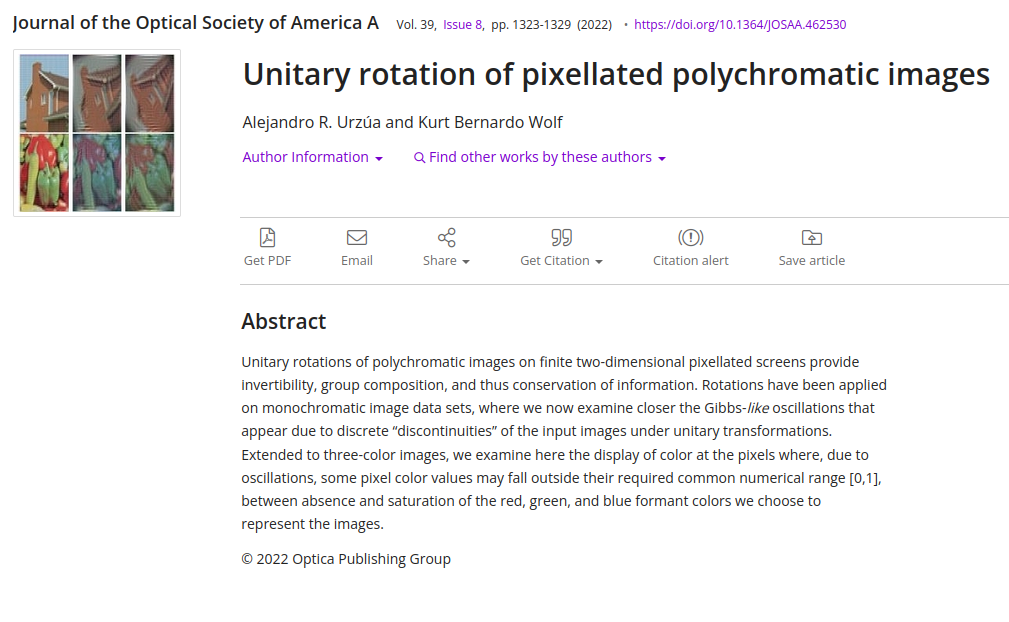 Journal of the Optical Society of America A Vol. 39, Issue 8, pp. 1323-1329 (2022) • https://doi.org/10.1364/JOSAA.462530
Unitary rotation of pixellated polychromatic images
Alejandro R. Urzúa and Kurt Bernardo Wolf
Author Information Find other works by these authors
Get PDF Email Share Get Citation Citation alert Save article
Abstract
Unitary rotations of polychromatic images on finite two-dimensional pixellated screens provide
invertibility, group composition, and thus conservation of information. Rotations have been applied
on monochromatic image data sets, where we now examine closer the Gibbs-like oscillations that
appear due to discrete “discontinuities” of the input images under unitary transformations.
Extended to three-color images, we examine here the display of color at the pixels where, due to
oscillations, some pixel color values may fall outside their required common numerical range [0,1],
between absence and saturation of the red, green, and blue formant colors we choose to
represent the images.
© 2022 Optica Publishing Group